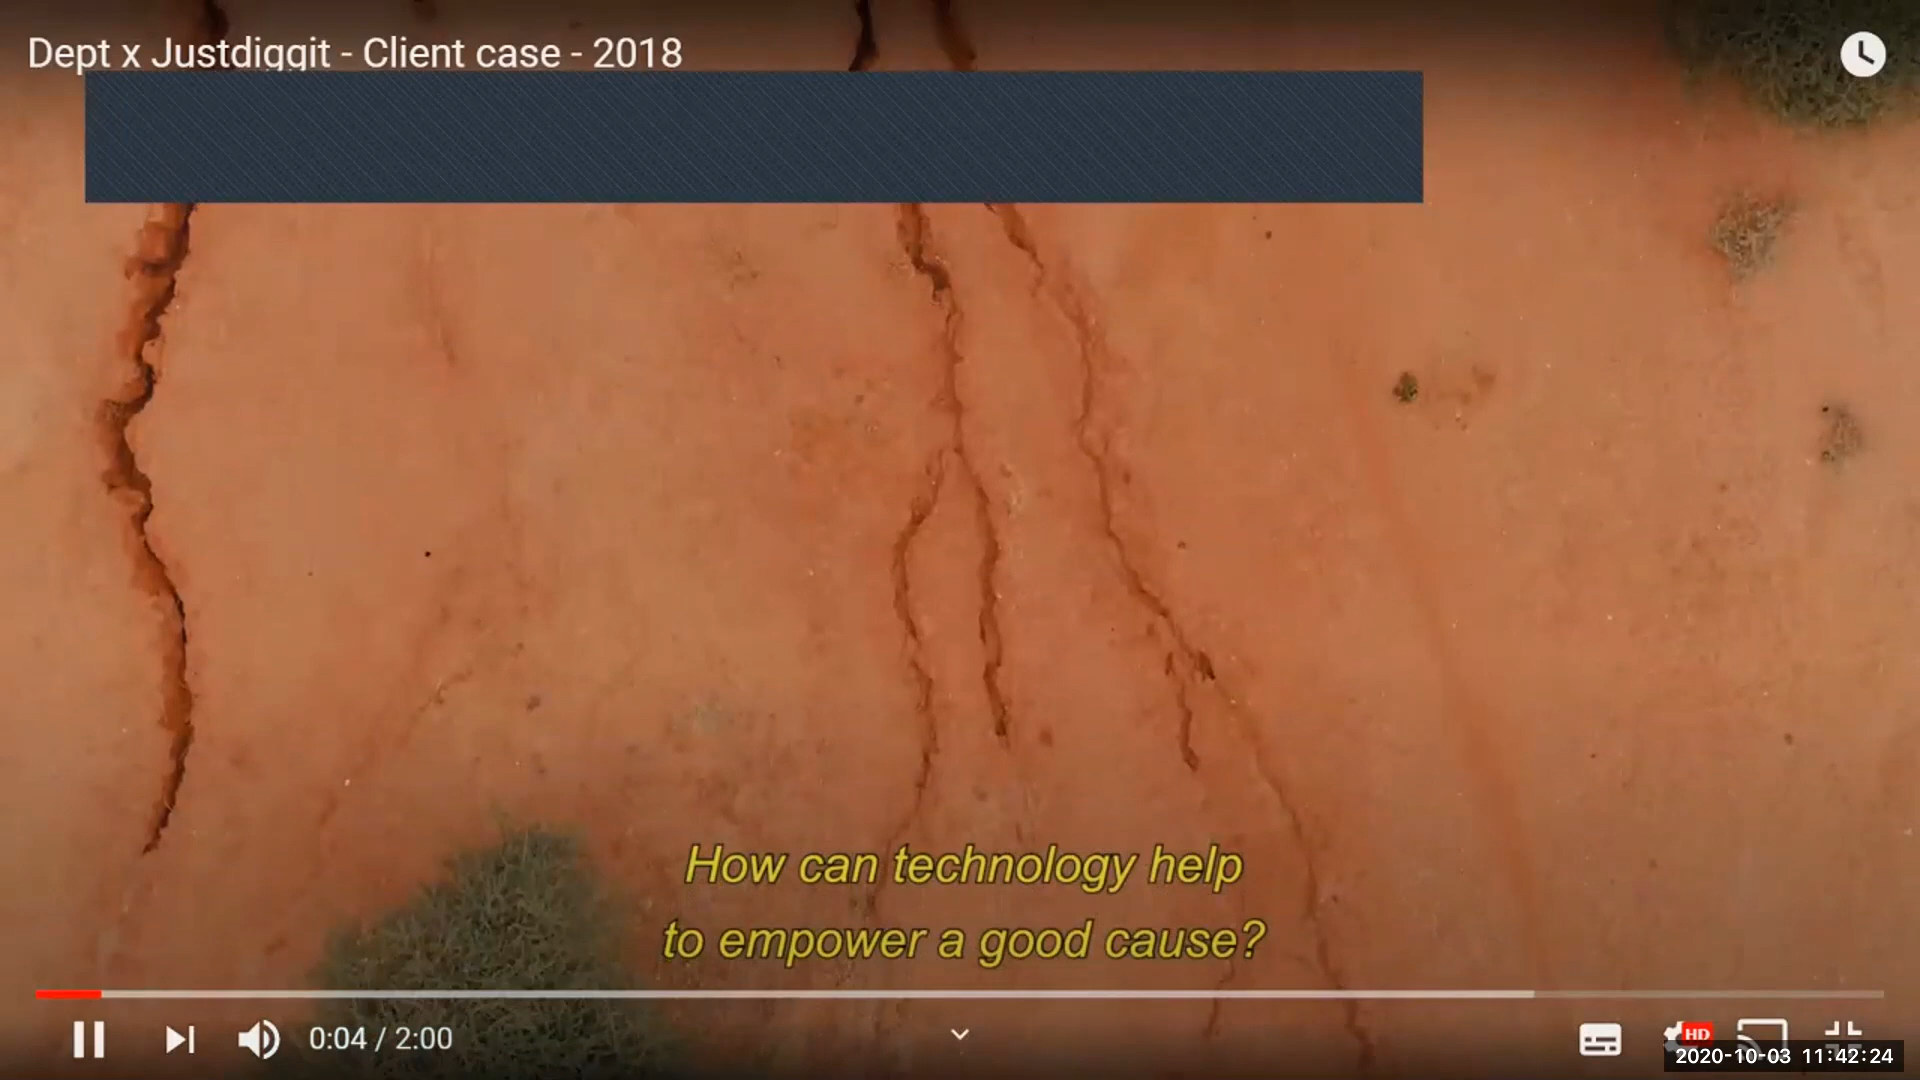 Dept x Justdiggit - Client case - 2018
How can technology help
to empower a good cause?
0:04 / 2:00
HD
2020-10-03 11:42:24